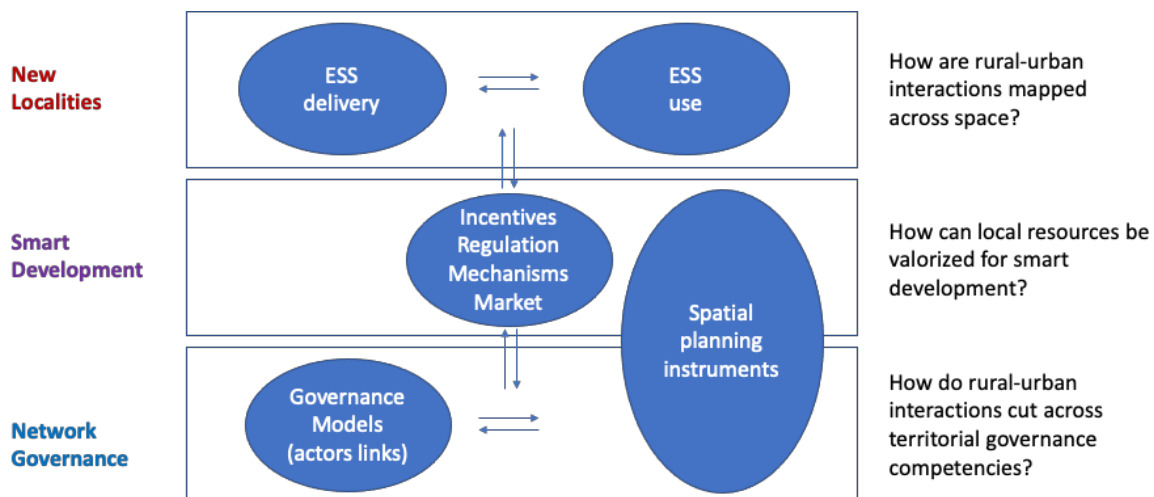 New
Localities
ESS
delivery
ESS
use
How are rural-urban
interactions mapped
across space?
Smart
Development
Incentives
Regulation
Mechanisms
Market
Spatial
planning
instruments
How can local resources be
valorized for smart
development?
Network
Governance
Governance
Models
(actors links)
How do rural-urban
interactions cut across
territorial governance
competencies?